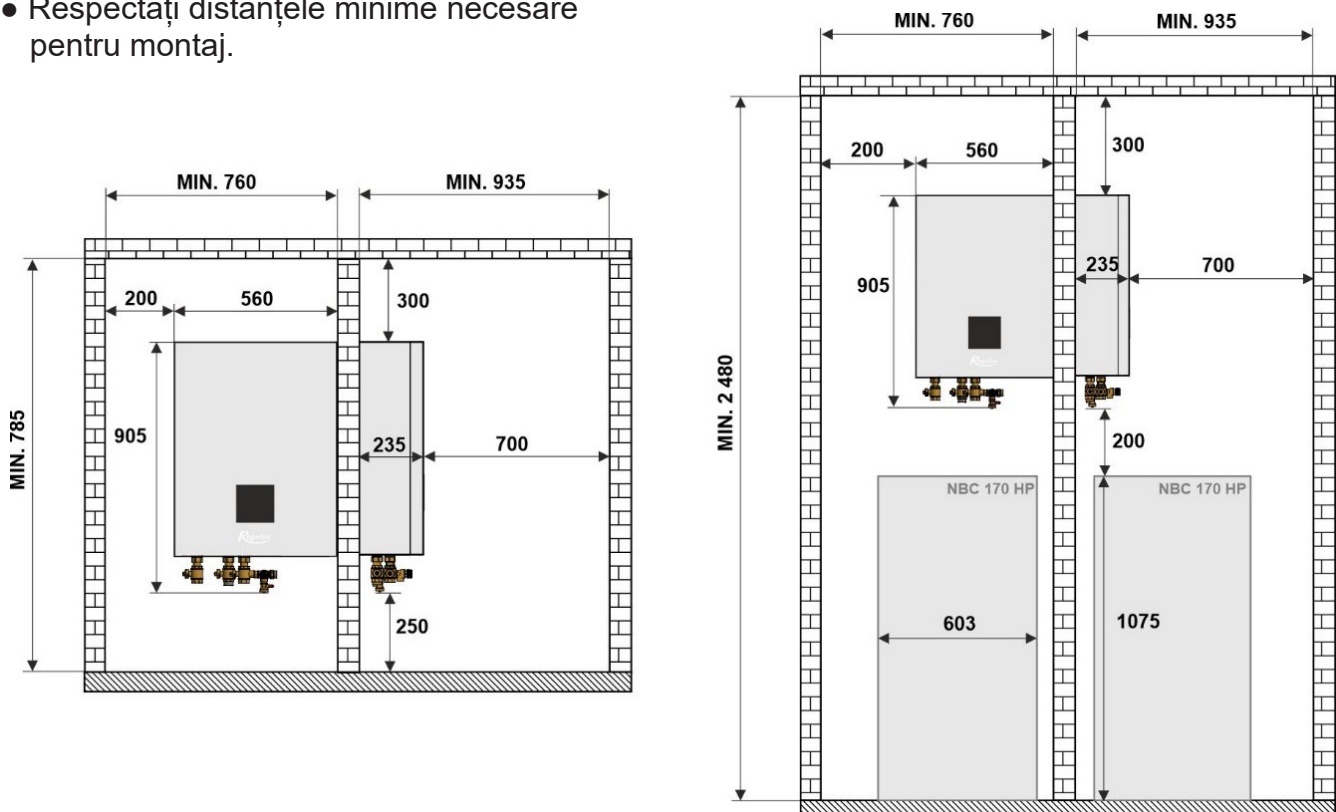 ● Respectați distanțele minime necesare
pentru montaj.
MIN. 760
MIN. 935
200
560
300
MIN. 785
905
235
700
Regulus
250
MIN. 760
MIN. 935
200
560
300
905
235
700
Regulus
MIN. 2 480
200
NBC 170 HP
NBC 170 HP
603
1075